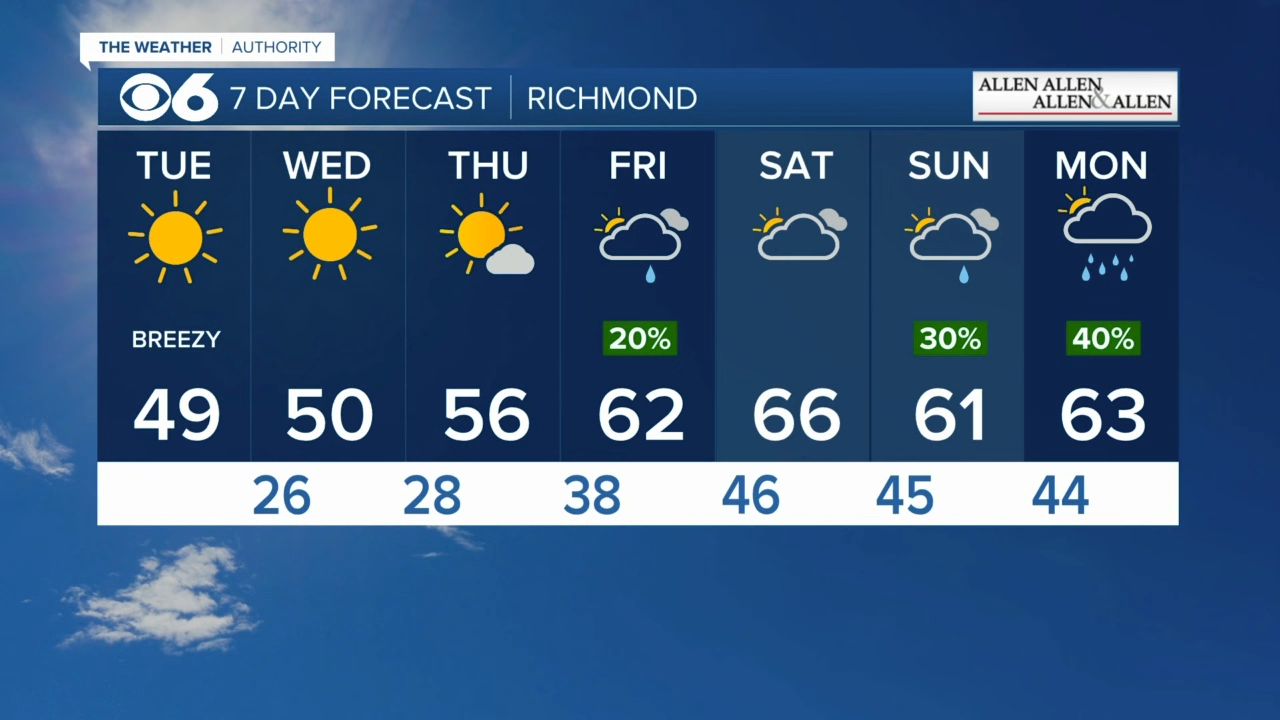 THE WEATHER | AUTHORITY
6 7 DAY FORECAST | RICHMOND
ALLEN ALLEN
ALLEN & ALLEN
TUE WED THU FRI SAT SUN MON
BREEZY 20% 30% 40%
49 50 56 62 66 61 63
26 28 38 46 45 44